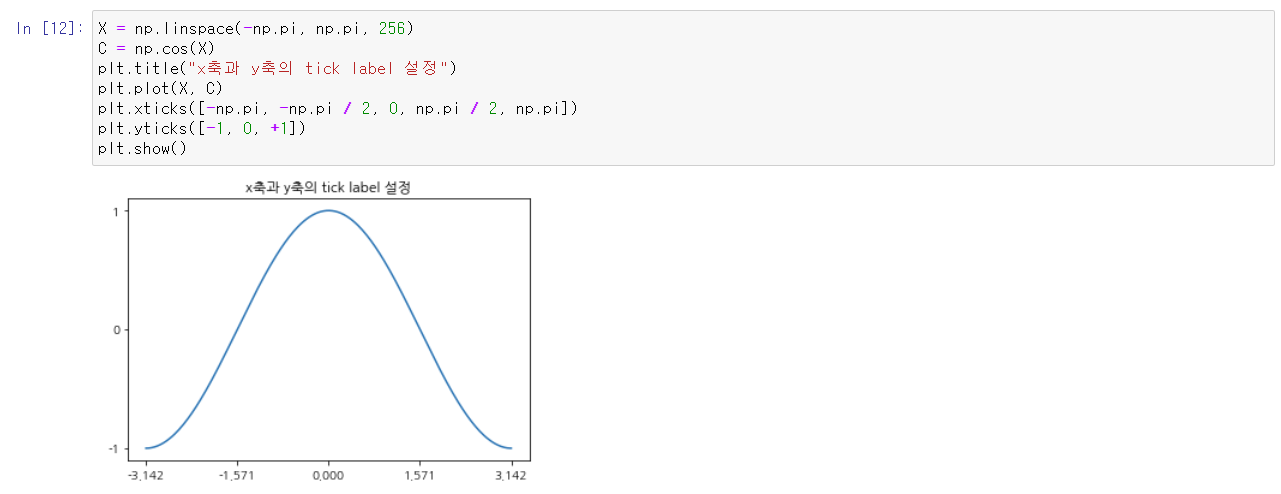 In [12]:
X = np.linspace(-np.pi, np.pi, 256)
C = np.cos(X)
plt.title("x축과 y축의 tick label 설정")
plt.plot(X, C)
plt.xticks([-np.pi, -np.pi / 2, 0, np.pi / 2, np.pi])
plt.yticks([-1, 0, +1])
plt.show()
x축과 y축의 tick label 설정
1
0
-1
-3.142 -1.571 0.000 1.571 3.142